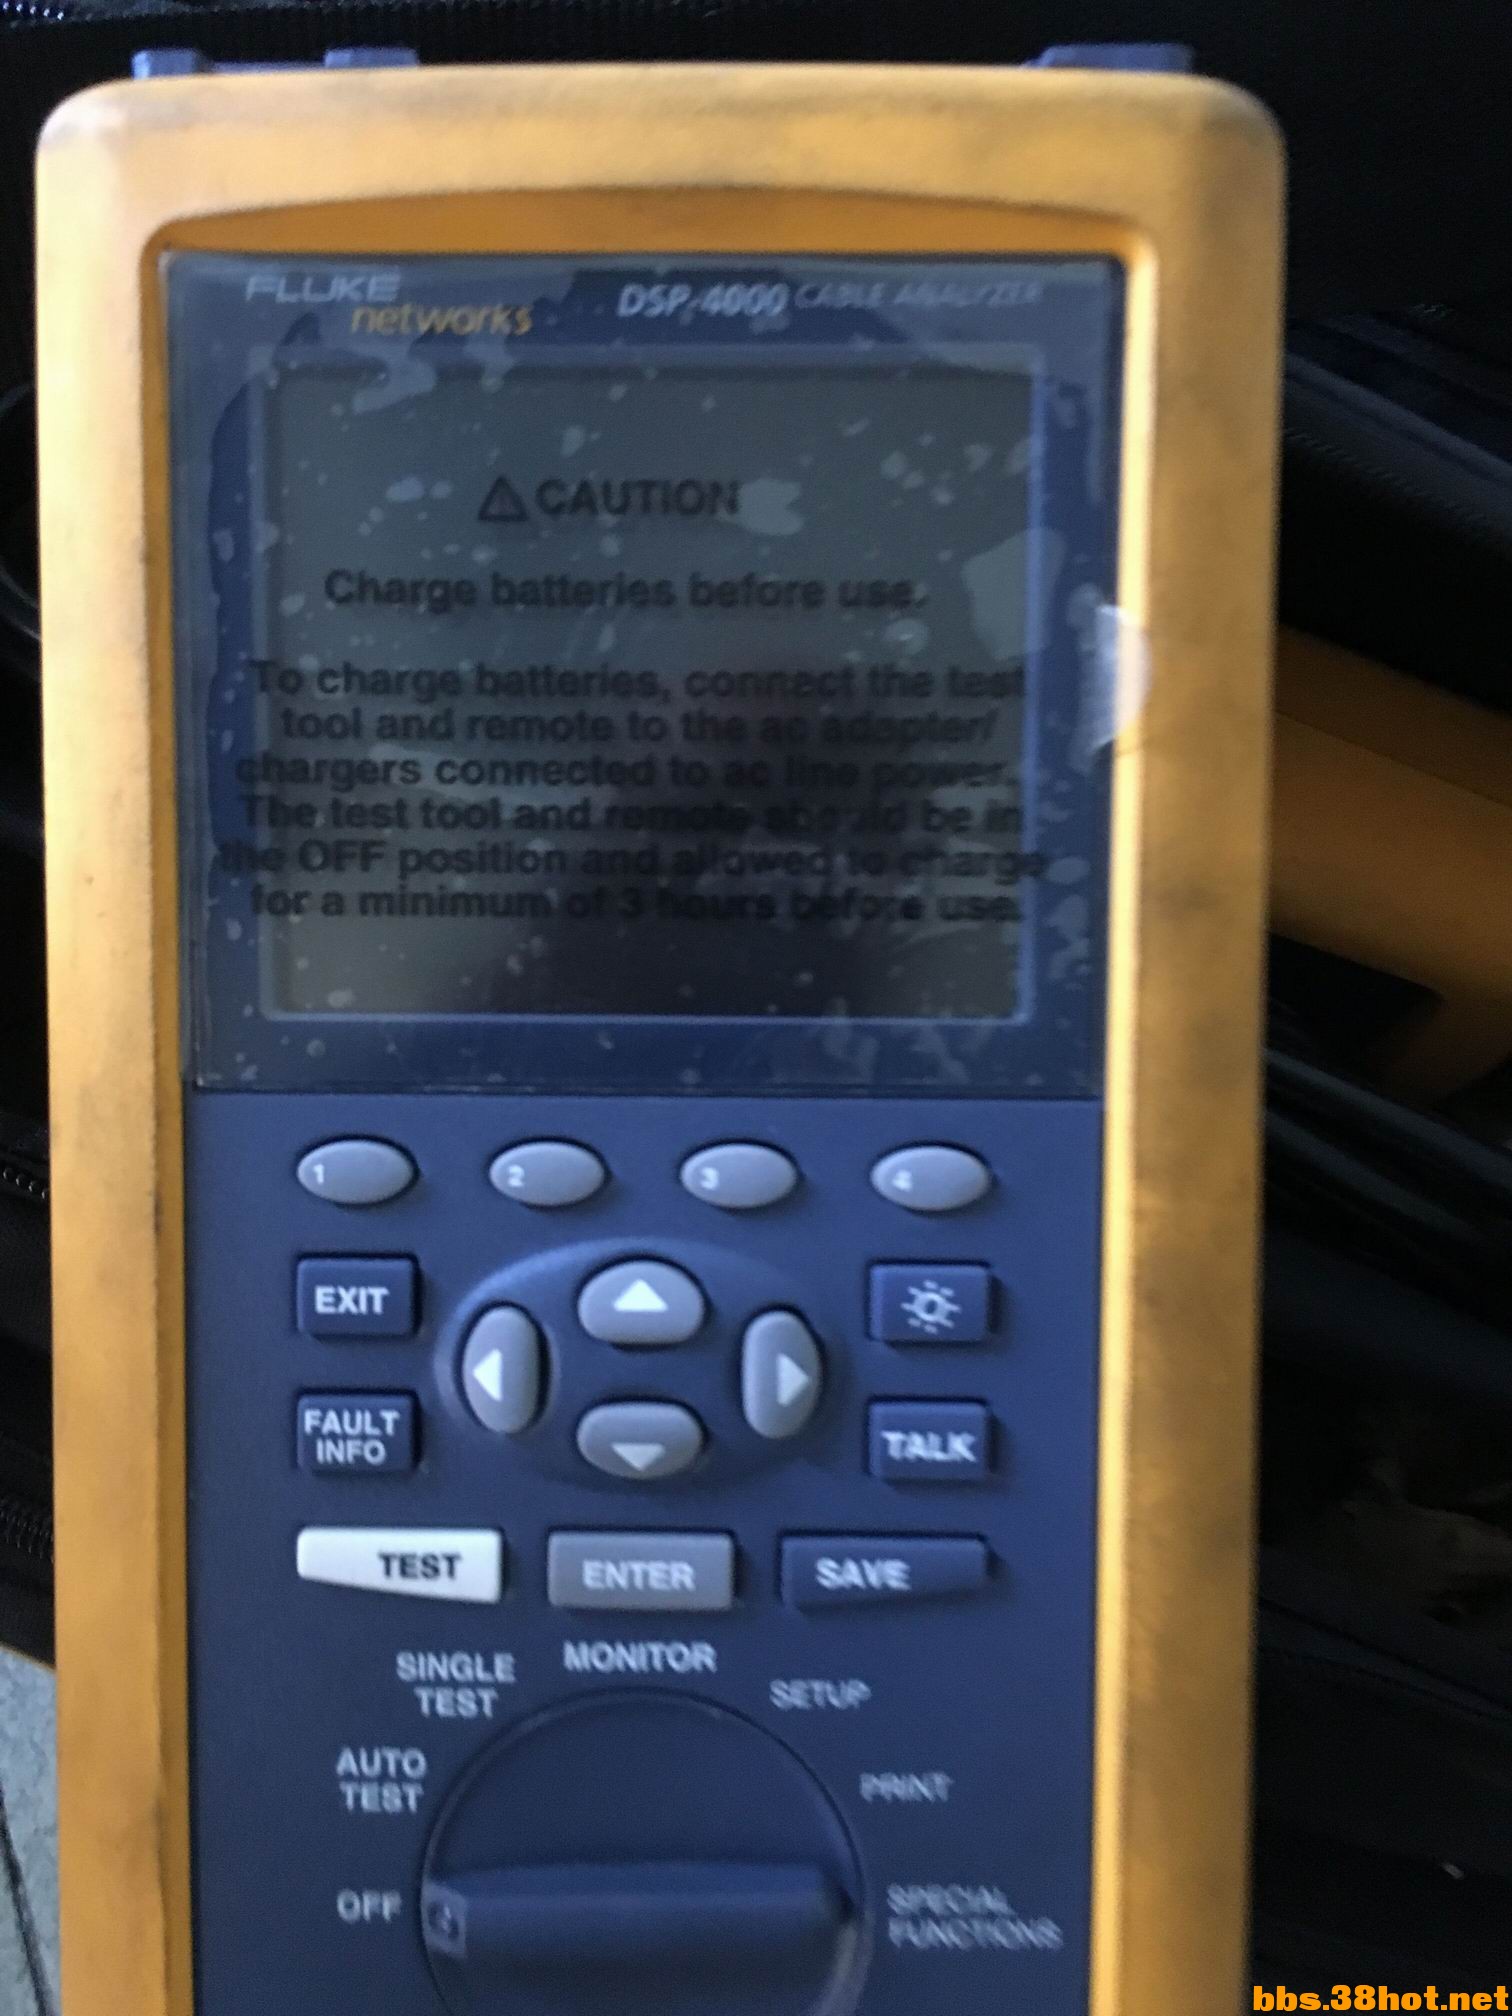 FLUKE
networks
DSP-4000 CABLE ANALYZER
CAUTION
Charge batteries before use.
To charge batteries, connect the test
tool and remote to the ac adapter/
chargers connected to ac line power.
The test tool and remote should be in
the OFF position and allowed to charge
for a minimum of 3 hours before use.
1
2
3
4
EXIT
FAULT
INFO
TALK
TEST
ENTER
SAVE
SINGLE
TEST
MONITOR
SETUP
AUTO
TEST
PRINT
OFF
SPECIAL
FUNCTIONS
bbs.38hot.net